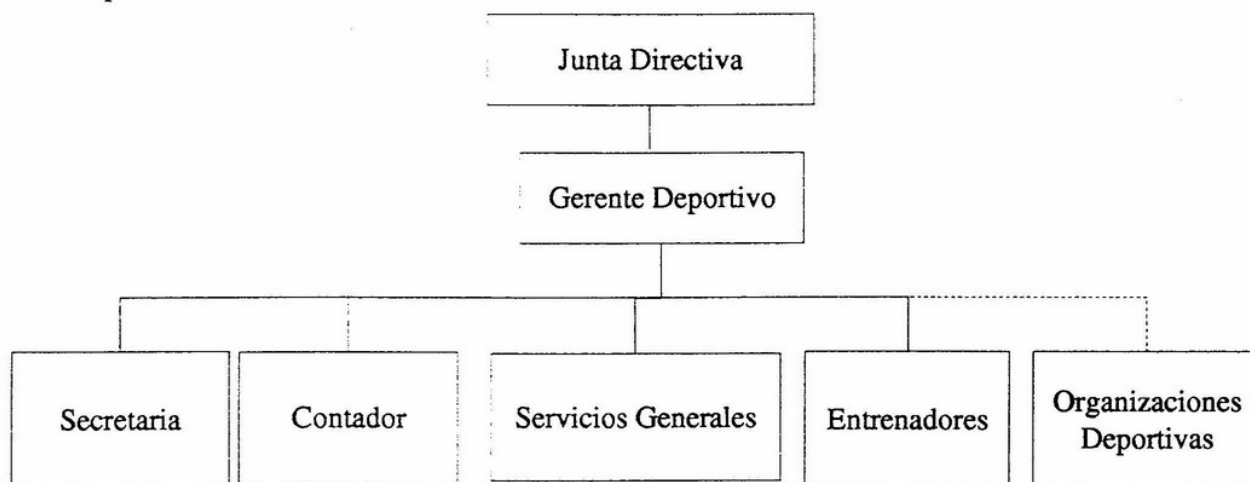 Junta Directiva
Gerente Deportivo
Secretaria
Contador
Servicios Generales
Entrenadores
Organizaciones
Deportivas